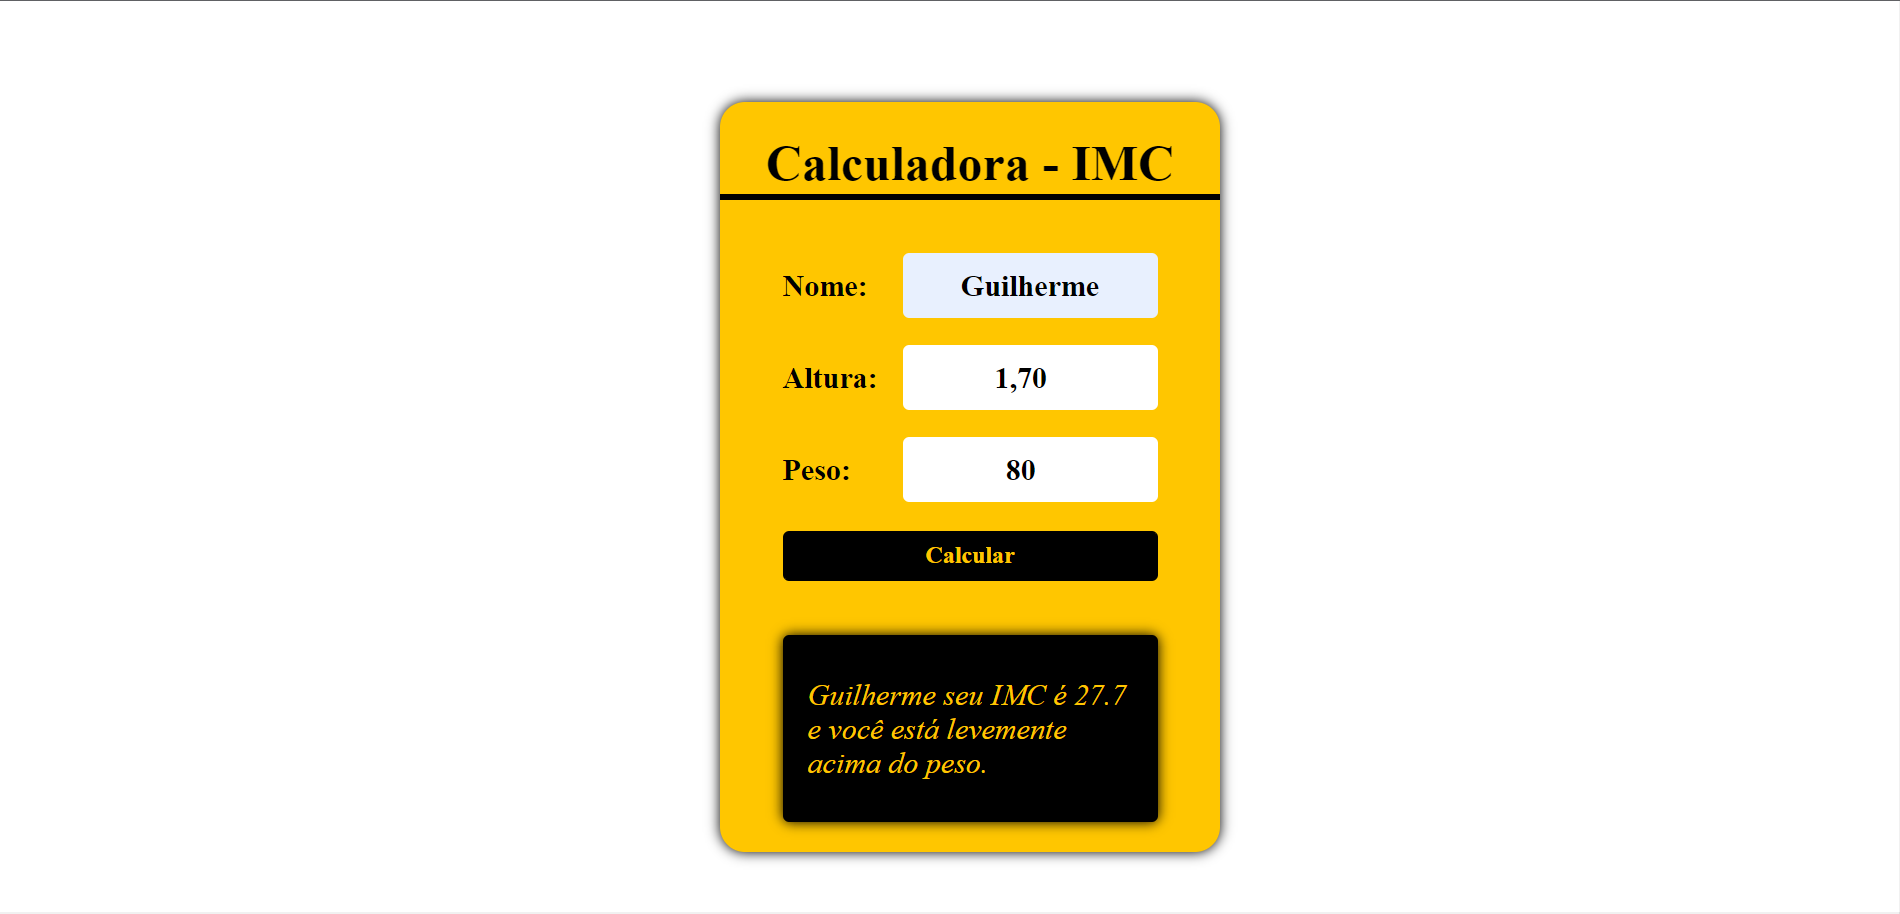 Calculadora - IMC
Nome: Guilherme
Altura: 1,70
Peso: 80
Calcular
Guilherme seu IMC é 27.7
e você está levemente
acima do peso.